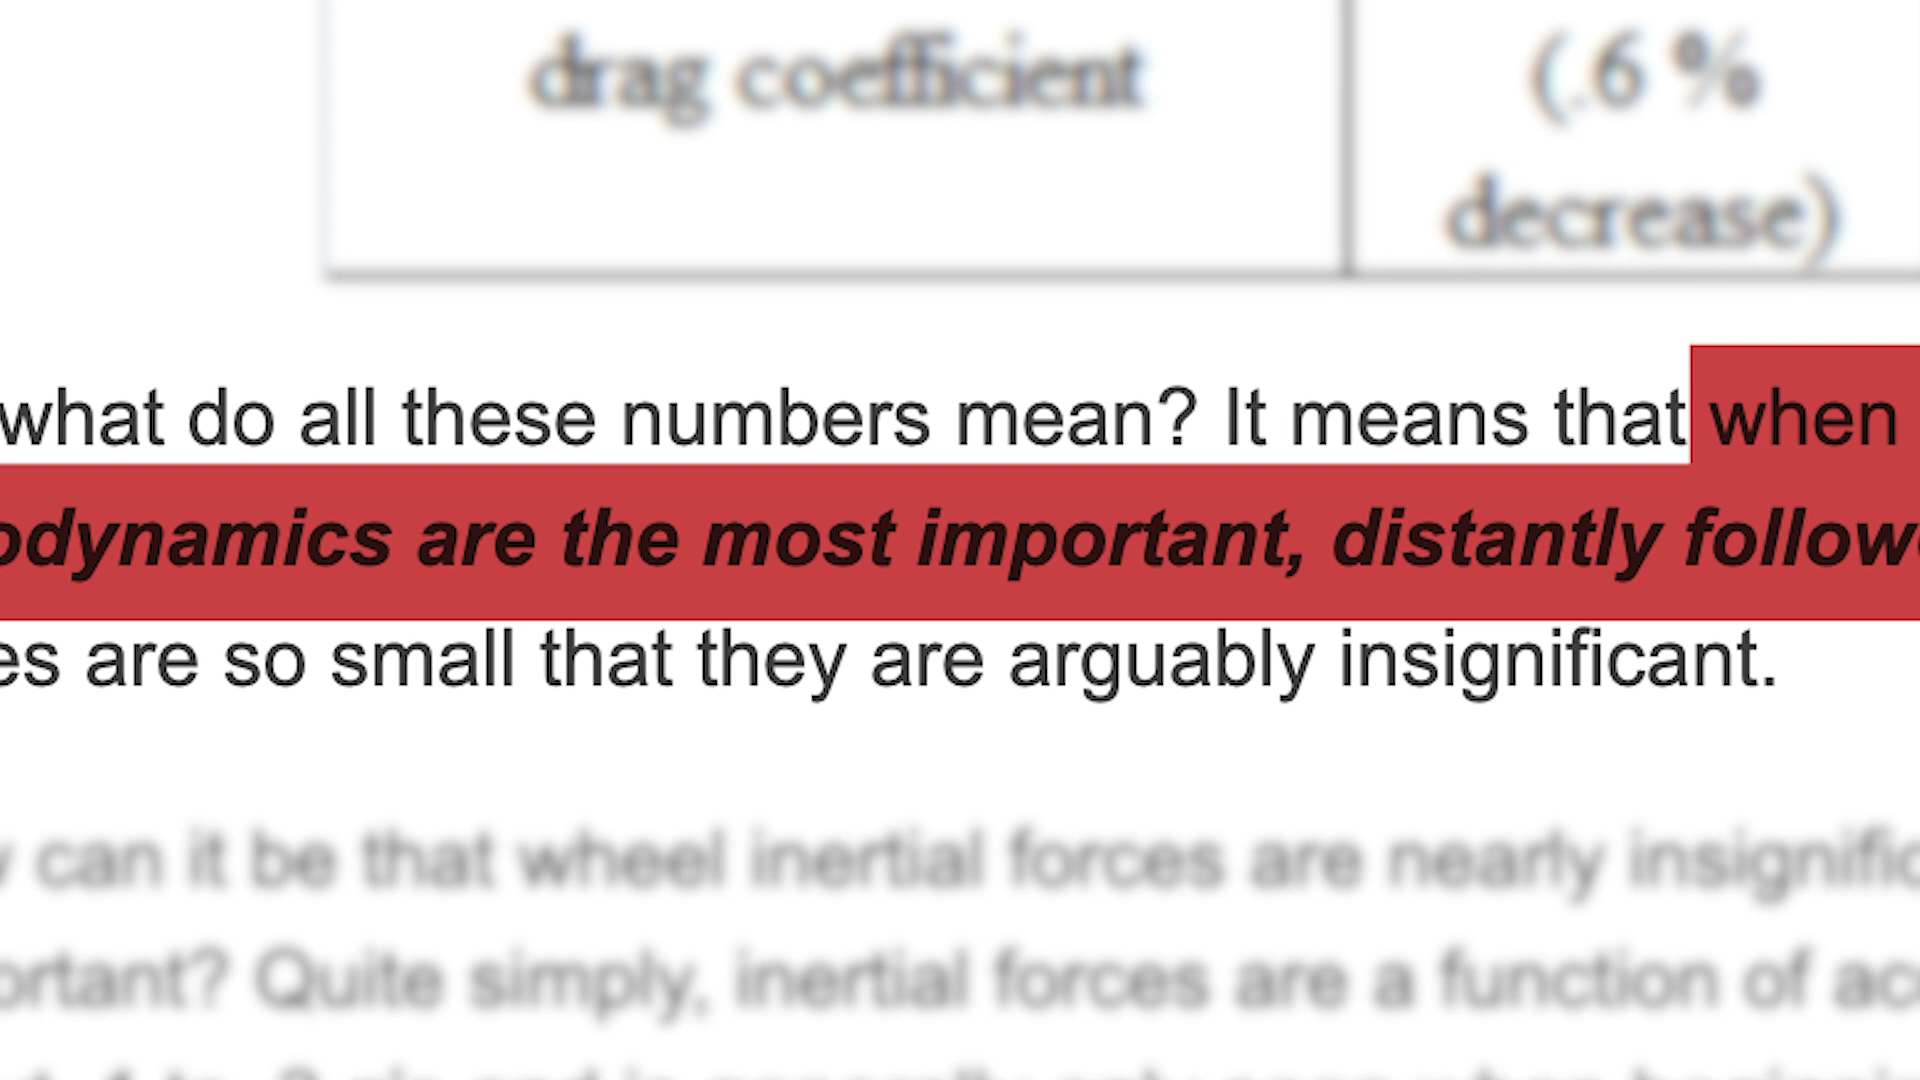 drag coefficient (.6 %
decrease)
what do all these numbers mean? It means that when
odynamics are the most important, distantly followe
es are so small that they are arguably insignificant.
can it be that wheel inertial forces are nearly insignific
ortant? Quite simply, inertial forces are a function of ac